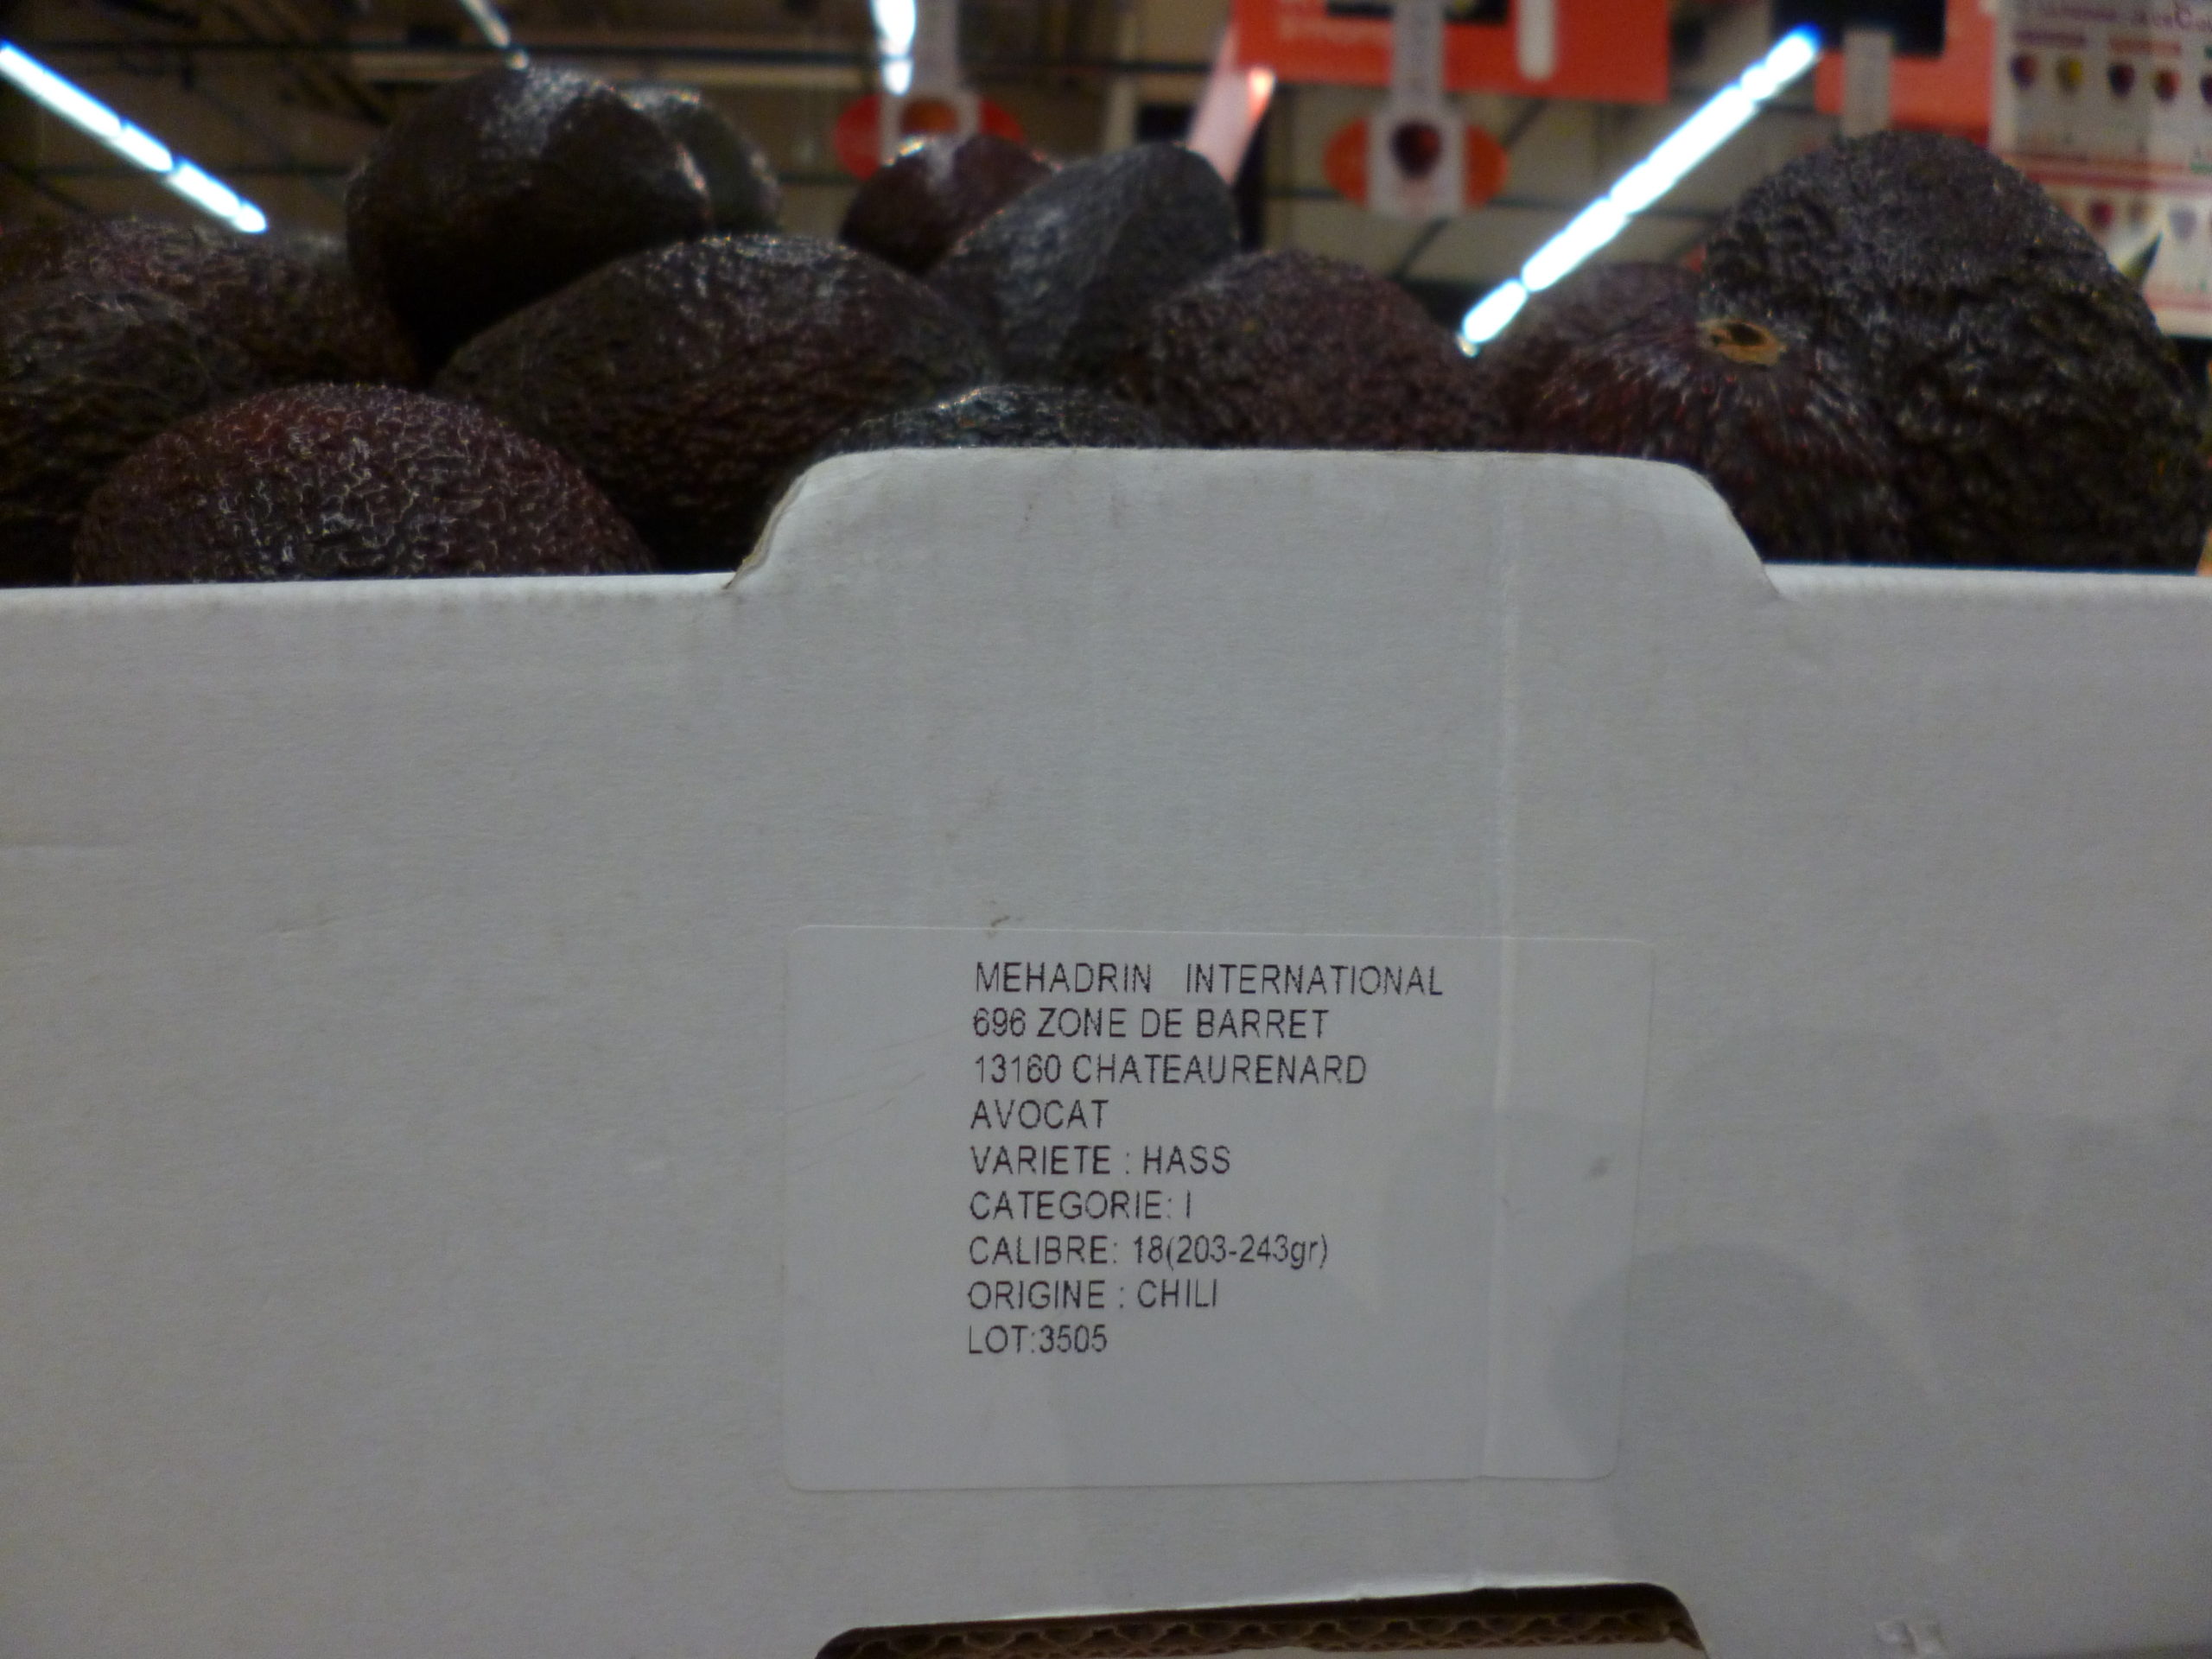 MEHADRIN INTERNATIONAL
696 ZONE DE BARRET
13160 CHATEAURENARD
AVOCAT
VARIETE : HASS
CATEGORIE: I
CALIBRE: 18(203-243gr)
ORIGINE : CHILI
LOT:3505